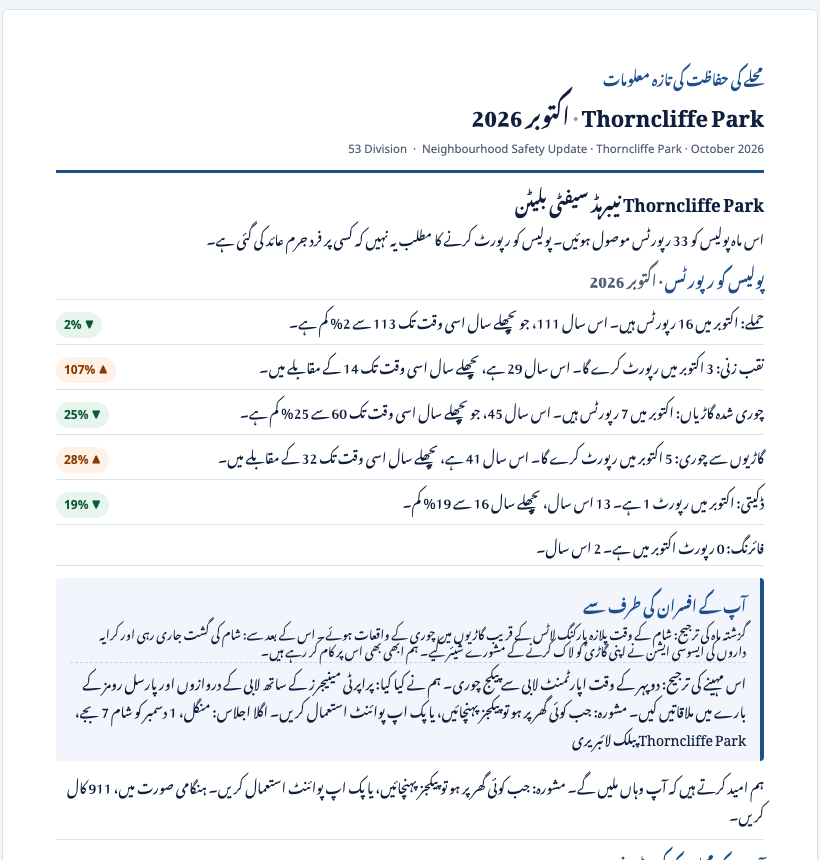 محلے کی حفاظت کی تازہ معلومات
Thorncliffe Park · اکتوبر 2026
53 Division · Neighbourhood Safety Update · Thorncliffe Park · October 2026
Thorncliffe Park نیبرہڈ سیفٹی بلیٹن
اس ماہ پولیس کو 33 رپورٹس موصول ہوئیں۔ پولیس کو رپورٹ کرنے کا مطلب یہ نہیں کہ کسی پر فرد جرم عائد کی گئی ہے۔
پولیس کو رپورٹس · اکتوبر 2026
حملے: اکتوبر میں 16 رپورٹس ہیں۔ اس سال 111، جو پچھلے سال اسی وقت تک 113 سے 2% کم ہے۔ 2% ▼
نقب زنی: 3 اکتوبر میں رپورٹ کرے گا۔ اس سال 29 ہے، پچھلے سال اسی وقت تک 14 کے مقابلے میں۔ 107% ▲
چوری شدہ گاڑیاں: اکتوبر میں 7 رپورٹس ہیں۔ اس سال 45، جو پچھلے سال اسی وقت تک 60 سے 25% کم ہے۔ 25% ▼
گاڑیوں سے چوری: 5 اکتوبر میں رپورٹ کرے گا۔ اس سال 41 ہے، پچھلے سال اسی وقت تک 32 کے مقابلے میں۔ 28% ▲
ڈکیتی: اکتوبر میں رپورٹ 1 ہے۔ 13 اس سال، پچھلے سال 16 سے 19% کم۔ 19% ▼
فائرنگ: 0 رپورٹ اکتوبر میں ہے۔ 2 اس سال۔
آپ کے افسران کی طرف سے
گزشتہ ماہ کی ترجیح: شام کے وقت پلازہ پارکنگ لاٹس کے قریب گاڑیوں میں چوری کے واقعات ہوئے۔ اس کے بعد سے: شام کی گشت جاری رہی اور کرایہ
داروں کی ایسوسی ایشن نے اپنی گاڑی کو لاک کرنے کے مشورے شیئر کیے۔ ہم ابھی بھی اس پر کام کر رہے ہیں۔
اس مہینے کی ترجیح: دوپہر کے وقت اپارٹمنٹ لابی سے پیکج چوری۔ ہم نے کیا کیا: پراپرٹی مینیجرز کے ساتھ لابی کے دروازوں اور پارسل رومز کے
بارے میں ملاقاتیں کیں۔ مشورہ: جب کوئی گھر پر ہو تو پیکجز پہنچائیں، یا پک اپ پوائنٹ استعمال کریں۔ اگلا اجلاس: منگل، 1 دسمبر کو شام 7 بجے،
Thorncliffe Park پبلک لائبریری
ہم امید کرتے ہیں کہ آپ وہاں ملیں گے۔ مشورہ: جب کوئی گھر پر ہو تو پیکجز پہنچائیں، یا پک اپ پوائنٹ استعمال کریں۔ ہنگامی صورت میں، 911 کال
کریں۔